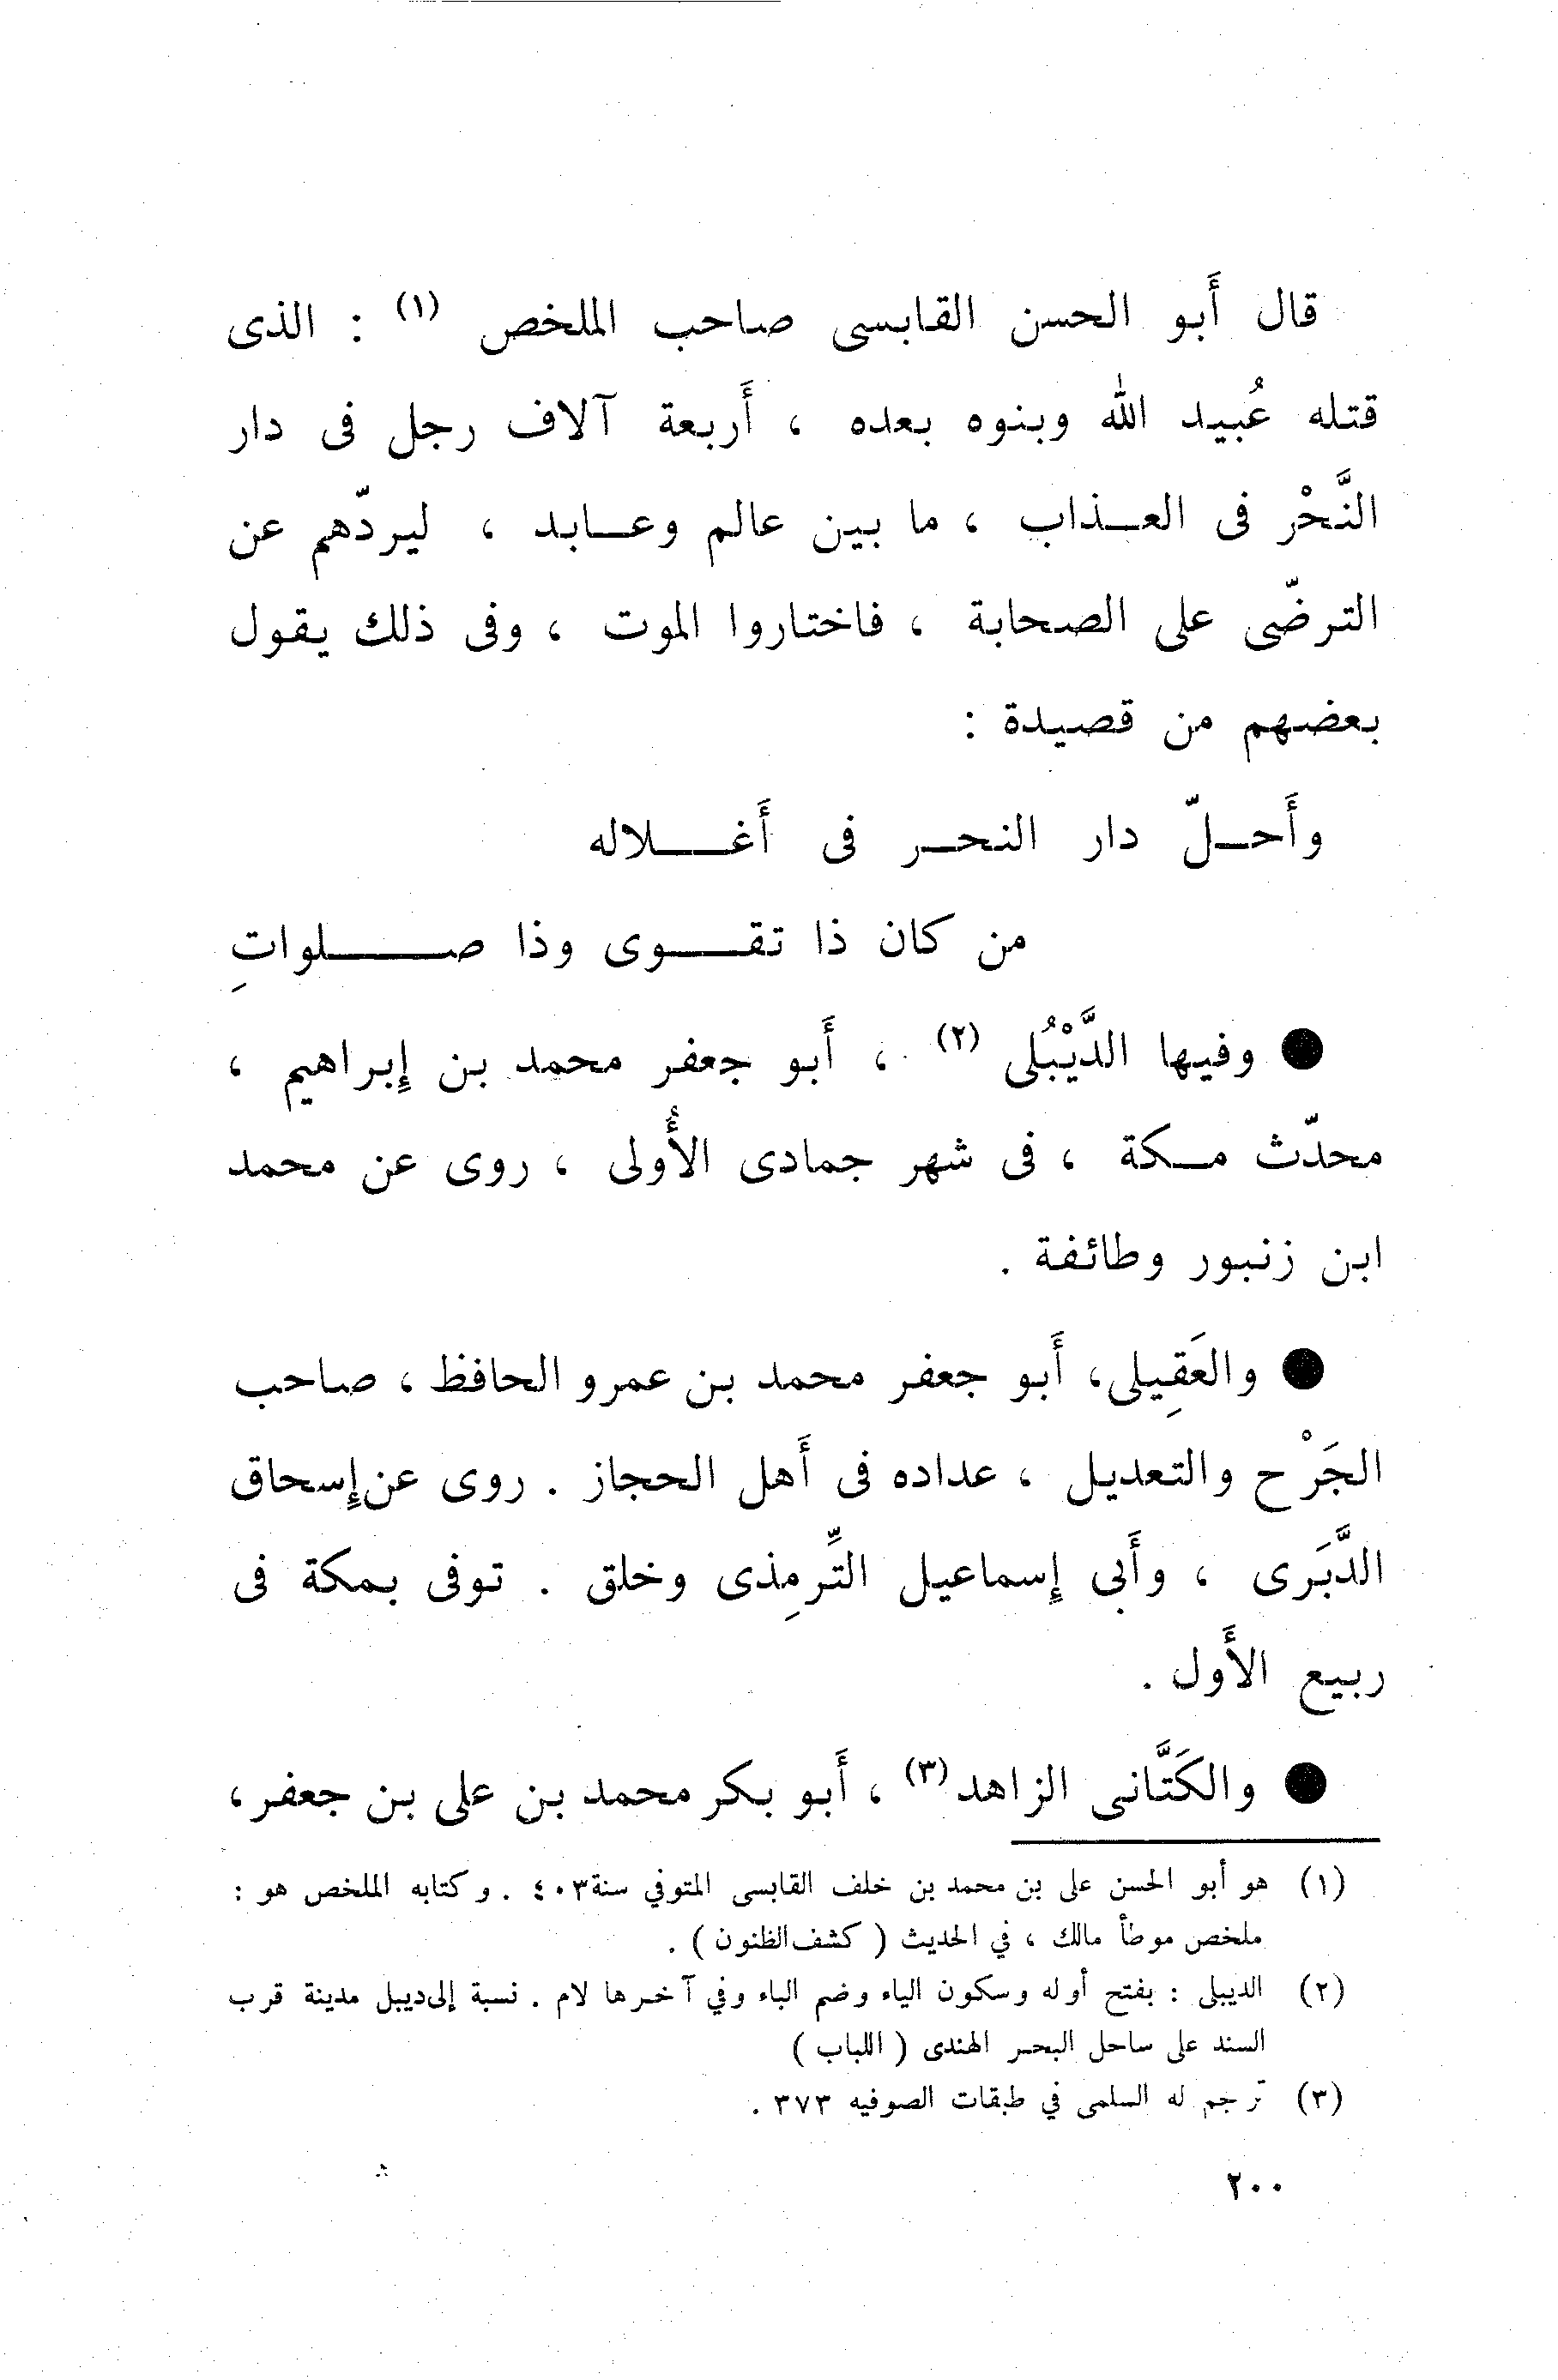 قال أَبو الحسن القابسى صاحب الملخص (١) : الذى
قتله عُبيد الله وبنوه بعده ، أَربعة آلاف رجل فى دار
النَّحْر فى العـذاب ، ما بين عالم وعـابد ، ليردّهم عن
الترضّى على الصحابة ، فاختاروا الموت ، وفى ذلك يقول
بعضهم من قصيدة :
وأَحـلّ دار النحـر فى أَغـلاله
من كان ذا تقـوى وذا صـلواتِ
● وفيها الدَّيْبُلى (٢) ، أَبو جعفر محمد بن إِبراهيم ،
محدّث مـكة ، فى شهر جمادى الأُولى ، روى عن محمد
ابن زنبور وطائفة .
● والعَقِيلى، أَبو جعفر محمد بن عمرو الحافظ ، صاحب
الجَرْح والتعديل ، عداده فى أَهل الحجاز . روى عن إِسحاق
الدَّبَرى ، وأَبى إِسماعيل التِّرمِذى وخلق . توفى بمكة فى
ربيع الأَول .
● والكَتَّانى الزاهد (٣) ، أَبو بكر محمد بن على بن جعفر،
(١) هو أبو الحسن على بن محمد بن خلف القابسى المتوفي سنة ٤٠٣ . وكتابه الملخص هو :
ملخص موطأ مالك ، في الحديث ( كشف الظنون ) .
(٢) الديبلى : بفتح أوله وسكون الياء وضم الباء وفي آخرها لام . نسبة إلى ديبل مدينة قرب
السند على ساحل البحر الهندى ( اللباب )
(٣) ترجم له السلمى في طبقات الصوفيه ٣٧٣ .
٢٠٠